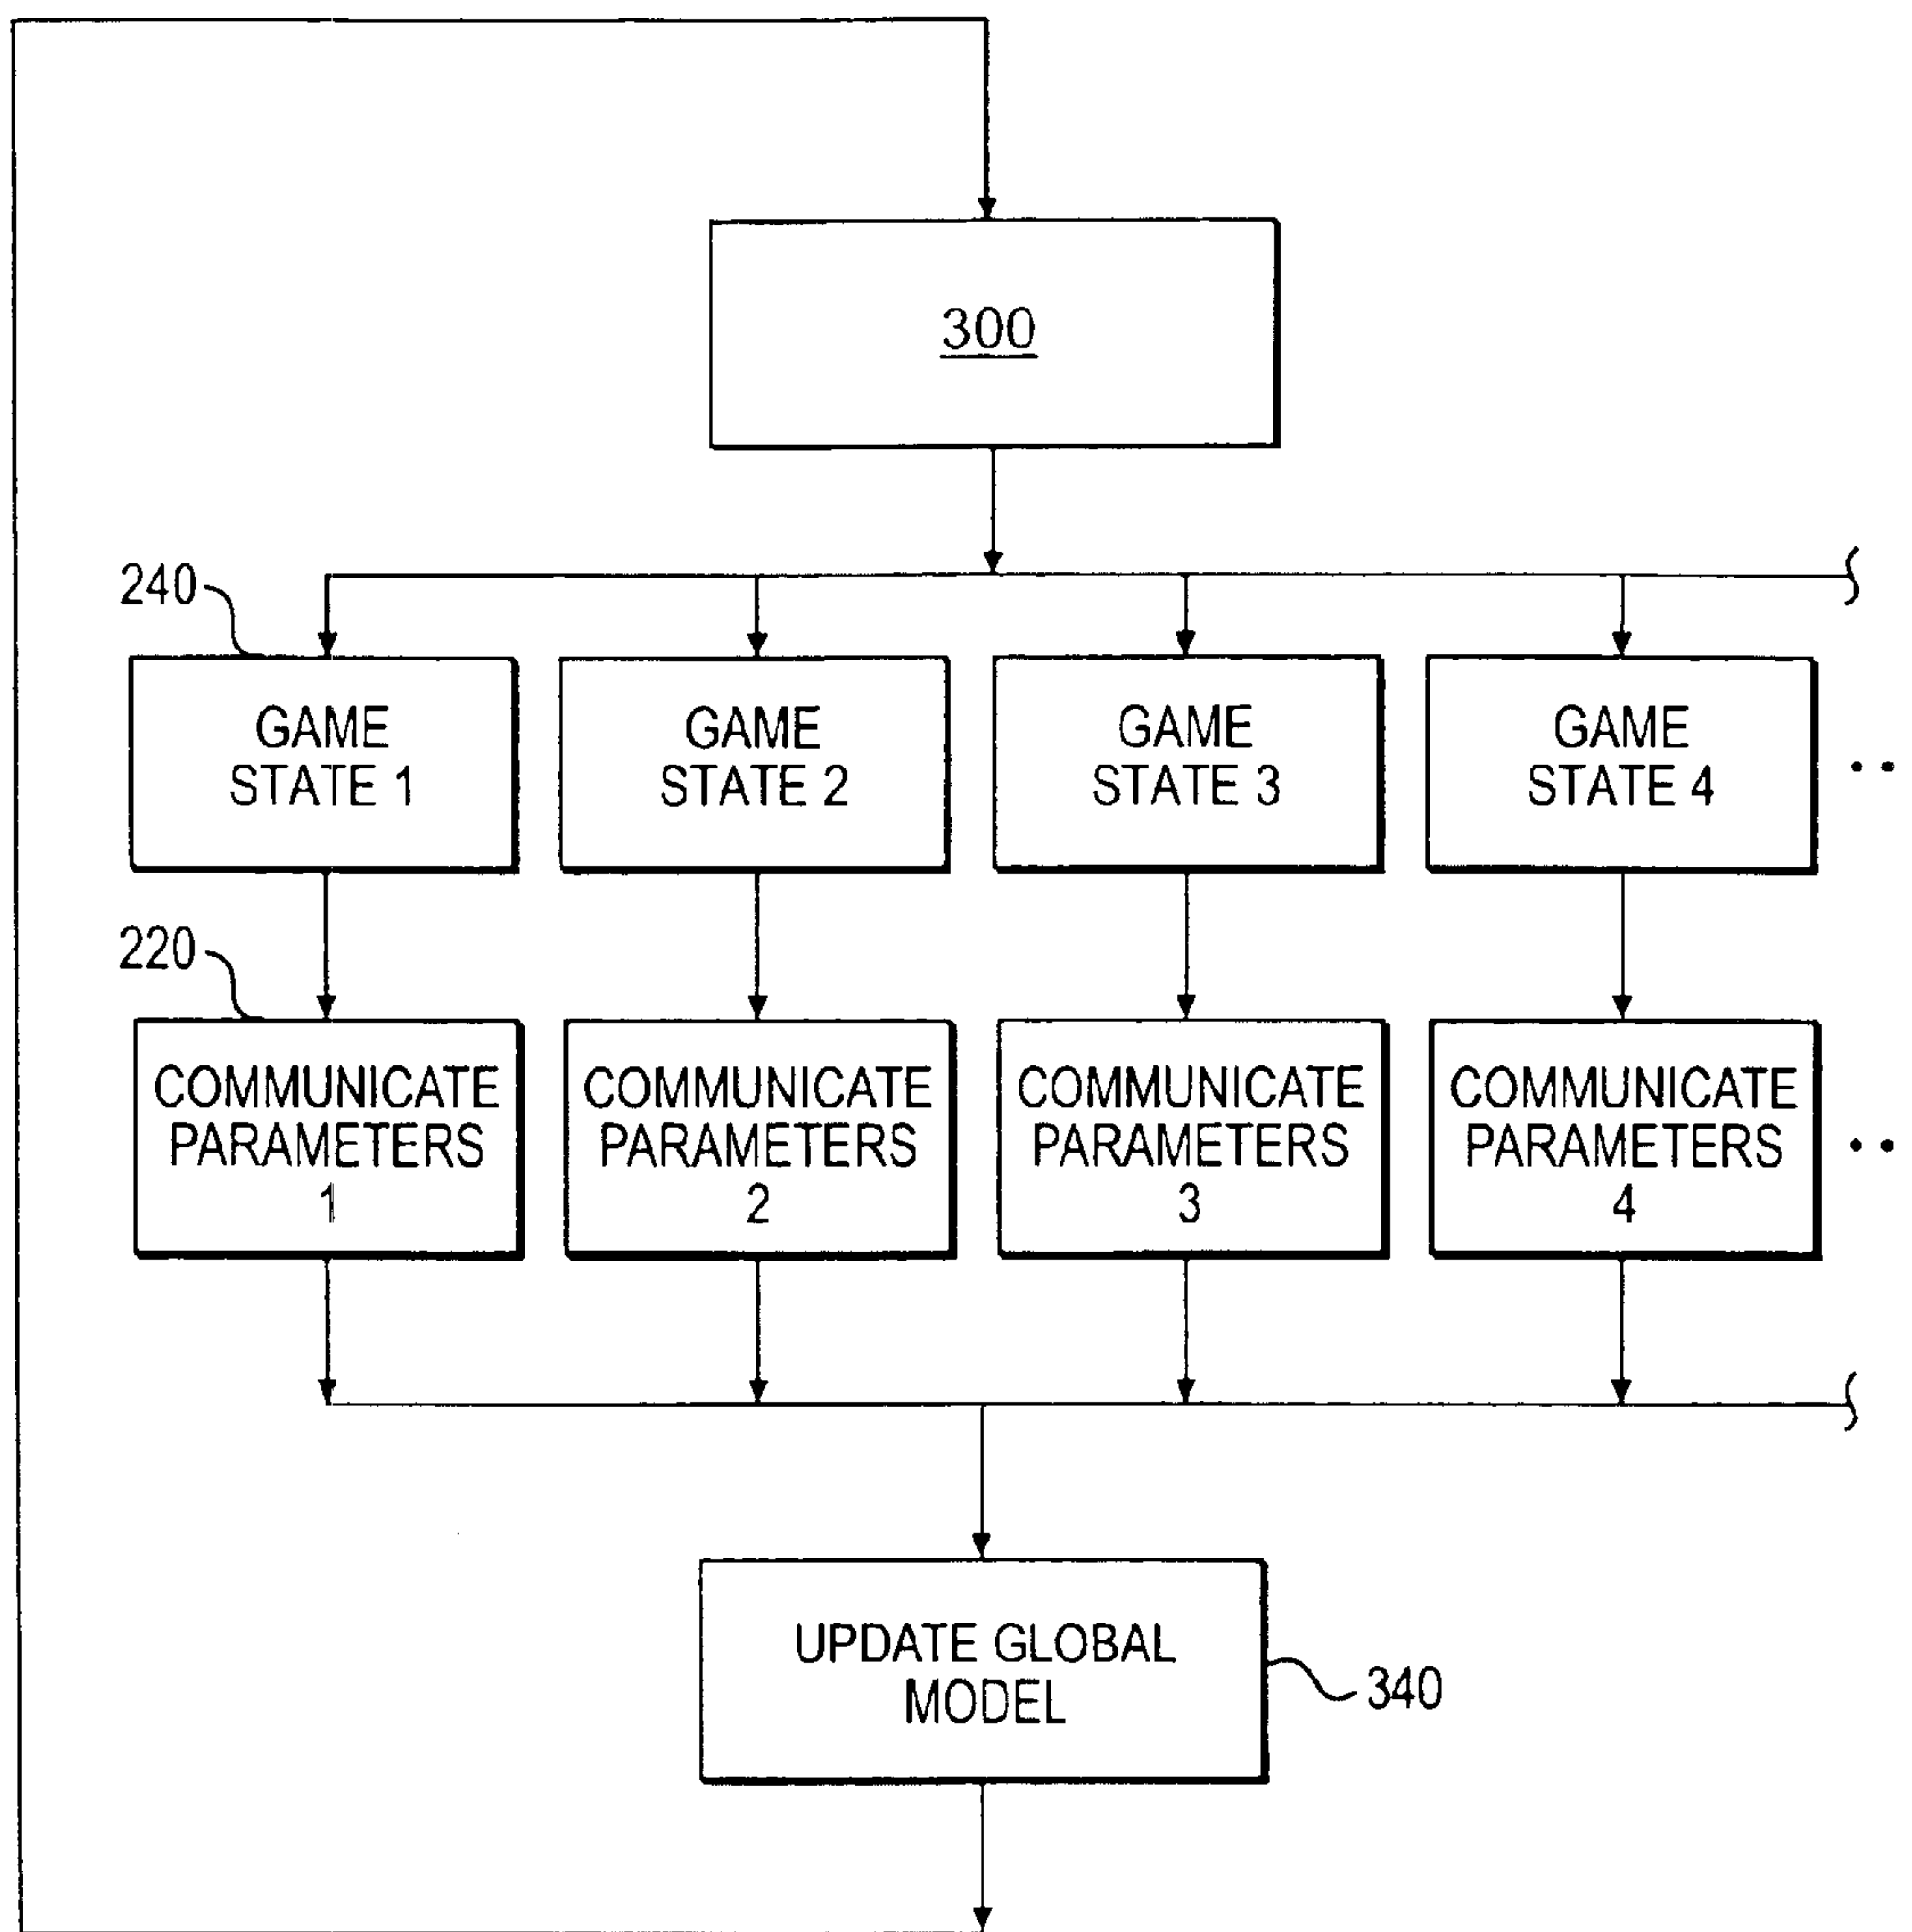 300
240
GAME
STATE 1
GAME
STATE 2
GAME
STATE 3
GAME
STATE 4
..
220
COMMUNICATE
PARAMETERS
1
COMMUNICATE
PARAMETERS
2
COMMUNICATE
PARAMETERS
3
COMMUNICATE
PARAMETERS
4
..
UPDATE GLOBAL
MODEL
340